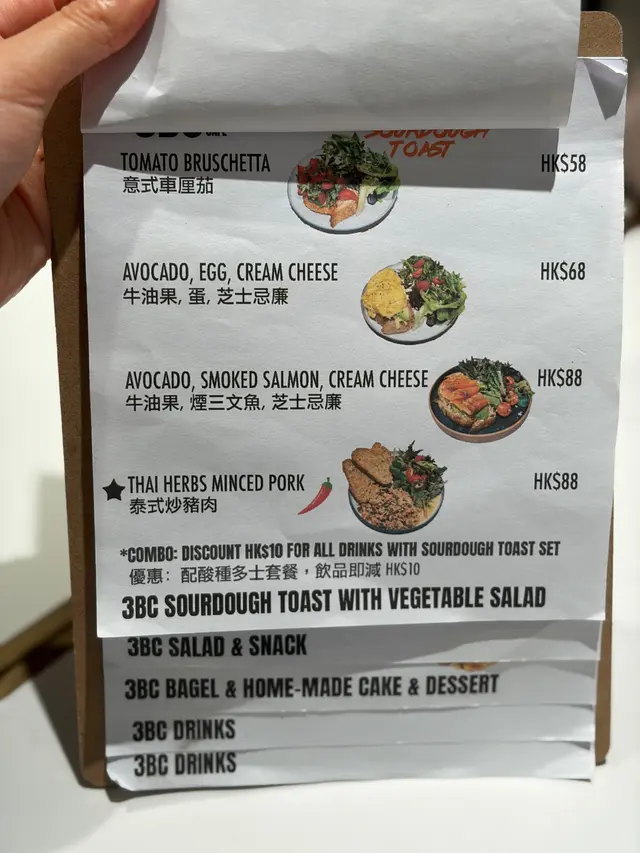 SOURDOUGH
TOAST
TOMATO BRUSCHETTA HK$58
意式車厘茄
AVOCADO, EGG, CREAM CHEESE HK$68
牛油果, 蛋, 芝士忌廉
AVOCADO, SMOKED SALMON, CREAM CHEESE HK$88
牛油果, 煙三文魚, 芝士忌廉
THAI HERBS MINCED PORK HK$88
泰式炒豬肉
*COMBO: DISCOUNT HK$10 FOR ALL DRINKS WITH SOURDOUGH TOAST SET
優惠: 配酸種多士套餐，飲品即減 HK$10
3BC SOURDOUGH TOAST WITH VEGETABLE SALAD
3BC SALAD & SNACK
3BC BAGEL & HOME-MADE CAKE & DESSERT
3BC DRINKS
3BC DRINKS